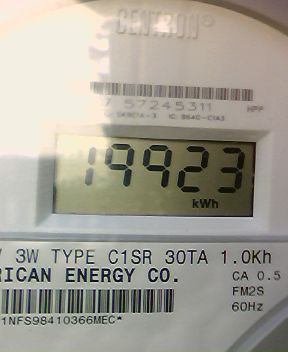 CENTRON®
57245311 HPP
19923
kWh
3W TYPE C1SR 30TA 1.0Kh
RICAN ENERGY CO.
CA 0.5
FM2S
60Hz
1NFS98410366MEC*